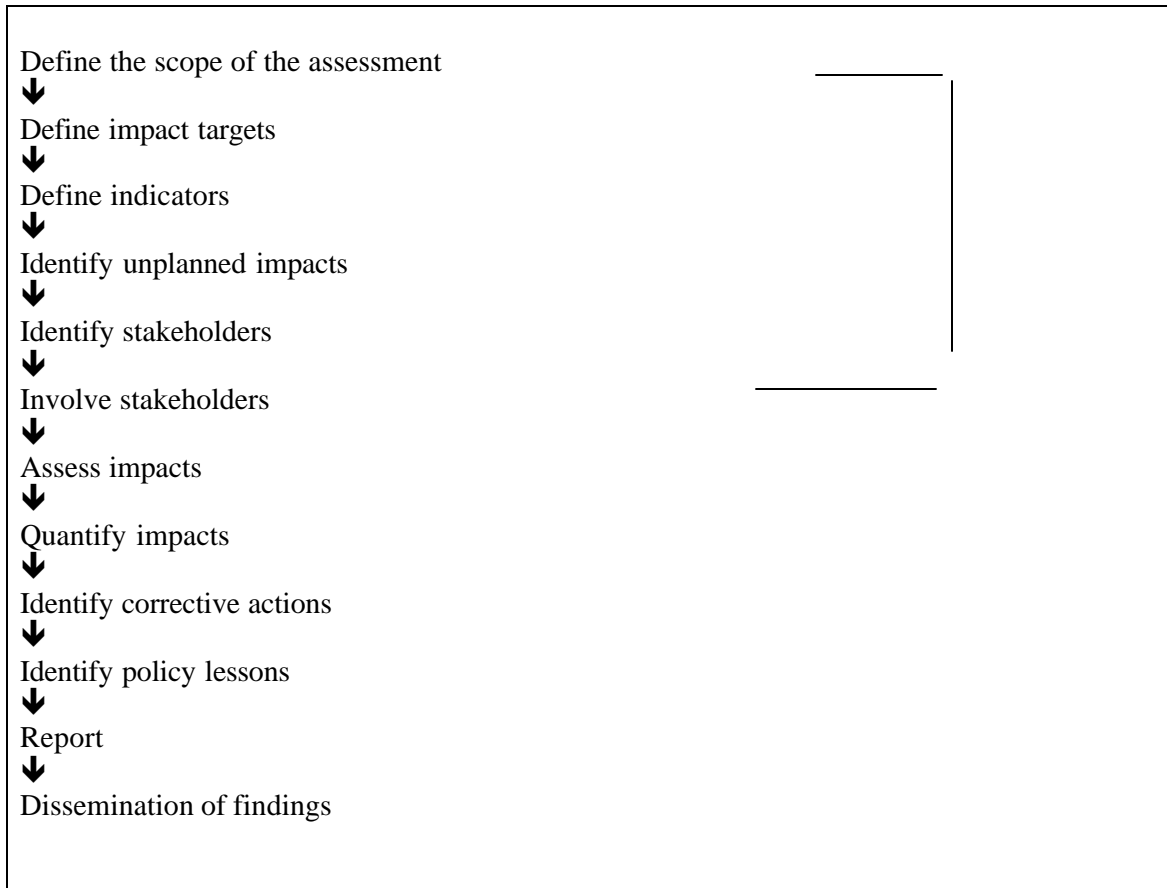 Define the scope of the assessment
🡻
Define impact targets
🡻
Define indicators
🡻
Identify unplanned impacts
🡻
Identify stakeholders
🡻
Involve stakeholders
🡻
Assess impacts
🡻
Quantify impacts
🡻
Identify corrective actions
🡻
Identify policy lessons
🡻
Report
🡻
Dissemination of findings